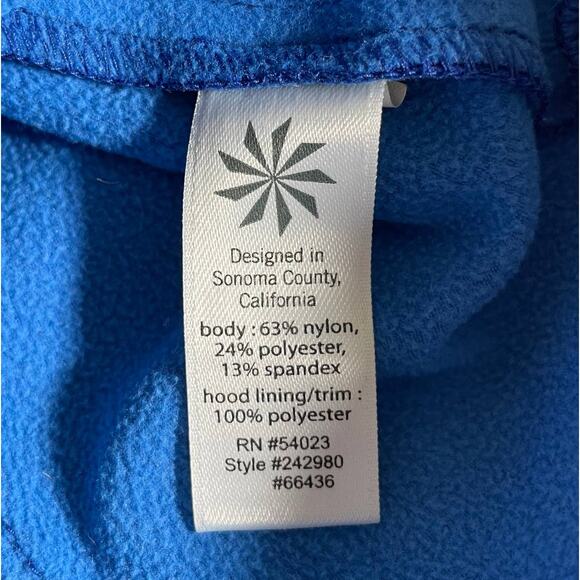 Designed in
Sonoma County,
California
body : 63% nylon,
24% polyester,
13% spandex
hood lining/trim :
100% polyester
RN #54023
Style #242980
#66436